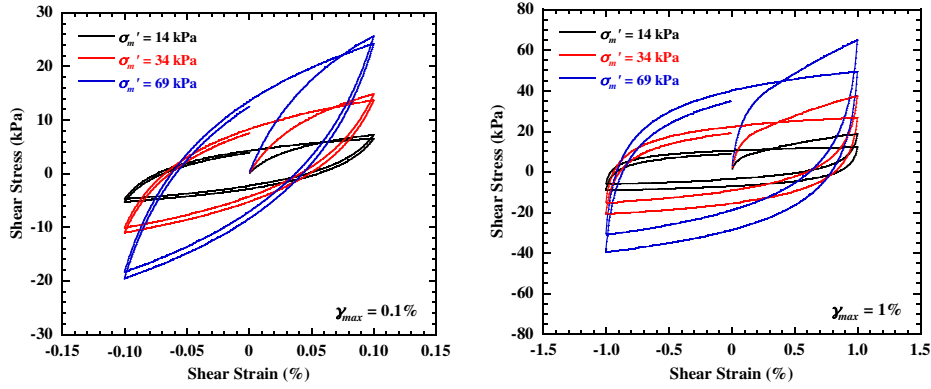 30
σm' = 14 kPa
σm' = 34 kPa
20
σm' = 69 kPa
10
0
-10
-20
-30
Shear Stress (kPa)
γmax = 0.1%
-0.15 -0.10 -0.05 0 0.05 0.10 0.15
Shear Strain (%)
80
σm' = 14 kPa
60
σm' = 34 kPa
σm' = 69 kPa
40
20
0
-20
-40
-60
-80
Shear Stress (kPa)
γmax = 1%
-1.5 -1.0 -0.5 0 0.5 1.0 1.5
Shear Strain (%)